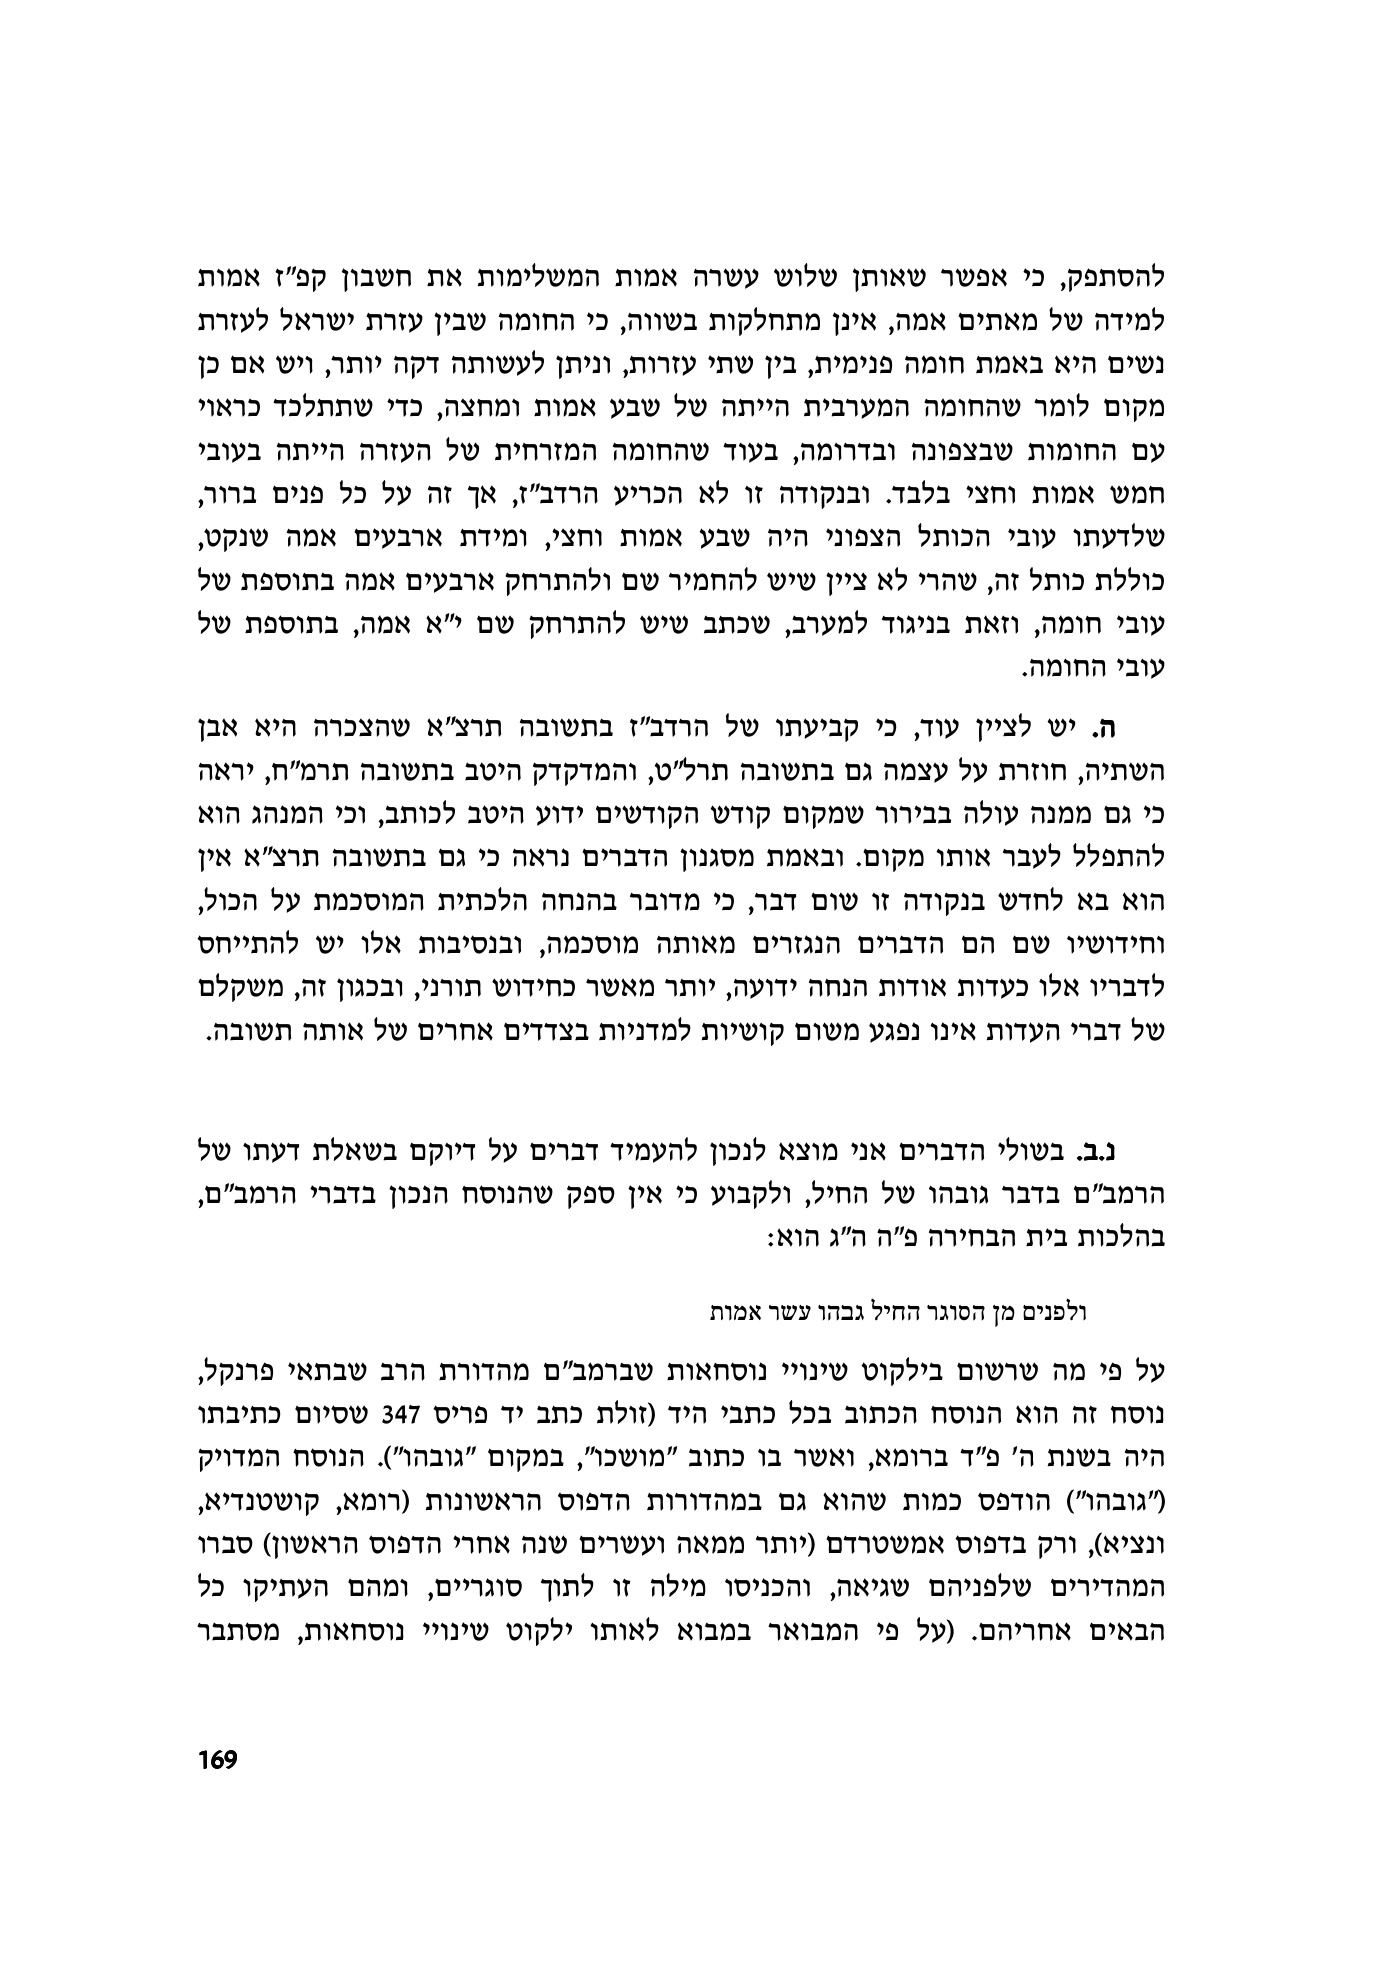 להסתפק, כי אפשר שאותן שלוש עשרה אמות המשלימות את חשבון קפ"ז אמות
למידה של מאתים אמה, אינן מתחלקות בשווה, כי החומה שבין עזרת ישראל לעזרת
נשים היא באמת חומה פנימית, בין שתי עזרות, וניתן לעשותה דקה יותר, ויש אם כן
מקום לומר שהחומה המערבית הייתה של שבע אמות ומחצה, כדי שתתלכד כראוי
עם החומות שבצפונה ובדרומה, בעוד שהחומה המזרחית של העזרה הייתה בעובי
חמש אמות וחצי בלבד. ובנקודה זו לא הכריע הרדב"ז, אך זה על כל פנים ברור,
שלדעתו עובי הכותל הצפוני היה שבע אמות וחצי, ומידת ארבעים אמה שנקט,
כוללת כותל זה, שהרי לא ציין שיש להחמיר שם ולהתרחק ארבעים אמה בתוספת של
עובי חומה, וזאת בניגוד למערב, שכתב שיש להתרחק שם י"א אמה, בתוספת של
עובי החומה.
ה. יש לציין עוד, כי קביעתו של הרדב"ז בתשובה תרצ"א שהצכרה היא אבן
השתיה, חוזרת על עצמה גם בתשובה תרל"ט, והמדקדק היטב בתשובה תרמ"ח, יראה
כי גם ממנה עולה בבירור שמקום קודש הקודשים ידוע היטב לכותב, וכי המנהג הוא
להתפלל לעבר אותו מקום. ובאמת מסגנון הדברים נראה כי גם בתשובה תרצ"א אין
הוא בא לחדש בנקודה זו שום דבר, כי מדובר בהנחה הלכתית המוסכמת על הכול,
וחידושיו שם הם הדברים הנגזרים מאותה מוסכמה, ובנסיבות אלו יש להתייחס
לדבריו אלו כעדות אודות הנחה ידועה, יותר מאשר כחידוש תורני, ובכגון זה, משקלם
של דברי העדות אינו נפגע משום קושיות למדניות בצדדים אחרים של אותה תשובה.
נ.ב. בשולי הדברים אני מוצא לנכון להעמיד דברים על דיוקם בשאלת דעתו של
הרמב"ם בדבר גובהו של החיל, ולקבוע כי אין ספק שהנוסח הנכון בדברי הרמב"ם,
בהלכות בית הבחירה פ"ה ה"ג הוא:
ולפנים מן הסוגר החיל גבהו עשר אמות
על פי מה שרשום בילקוט שינויי נוסחאות שברמב"ם מהדורת הרב שבתאי פרנקל,
נוסח זה הוא הנוסח הכתוב בכל כתבי היד (זולת כתב יד פריס 347 שסיום כתיבתו
היה בשנת ה' פ"ד ברומא, ואשר בו כתוב "מושכו", במקום "גובהו"). הנוסח המדויק
("גובהו") הודפס כמות שהוא גם במהדורות הדפוס הראשונות (רומא, קושטנדיא,
ונציא), ורק בדפוס אמשטרדם (יותר ממאה ועשרים שנה אחרי הדפוס הראשון) סברו
המהדירים שלפניהם שגיאה, והכניסו מילה זו לתוך סוגריים, ומהם העתיקו כל
הבאים אחריהם. (על פי המבואר במבוא לאותו ילקוט שינויי נוסחאות, מסתבר
169